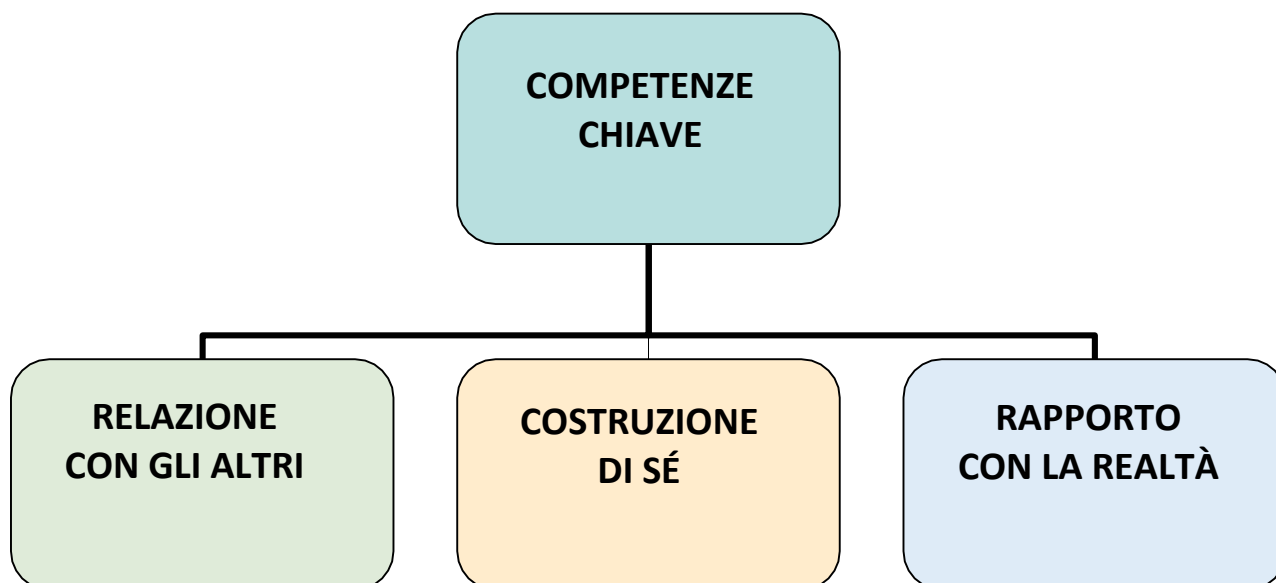 COMPETENZE
CHIAVE
RELAZIONE
CON GLI ALTRI
COSTRUZIONE
DI SÉ
RAPPORTO
CON LA REALTÀ